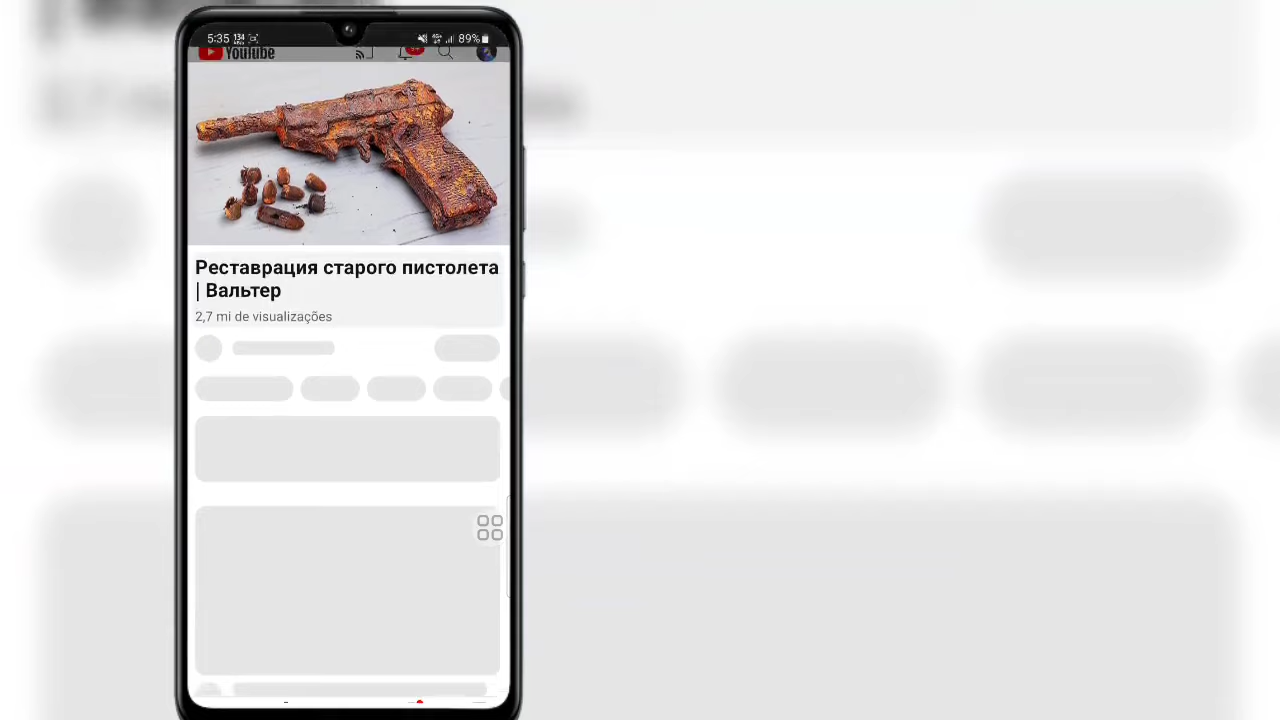 5:35
89%
YouTube
Реставрация старого пистолета
| Вальтер
2,7 mi de visualizações